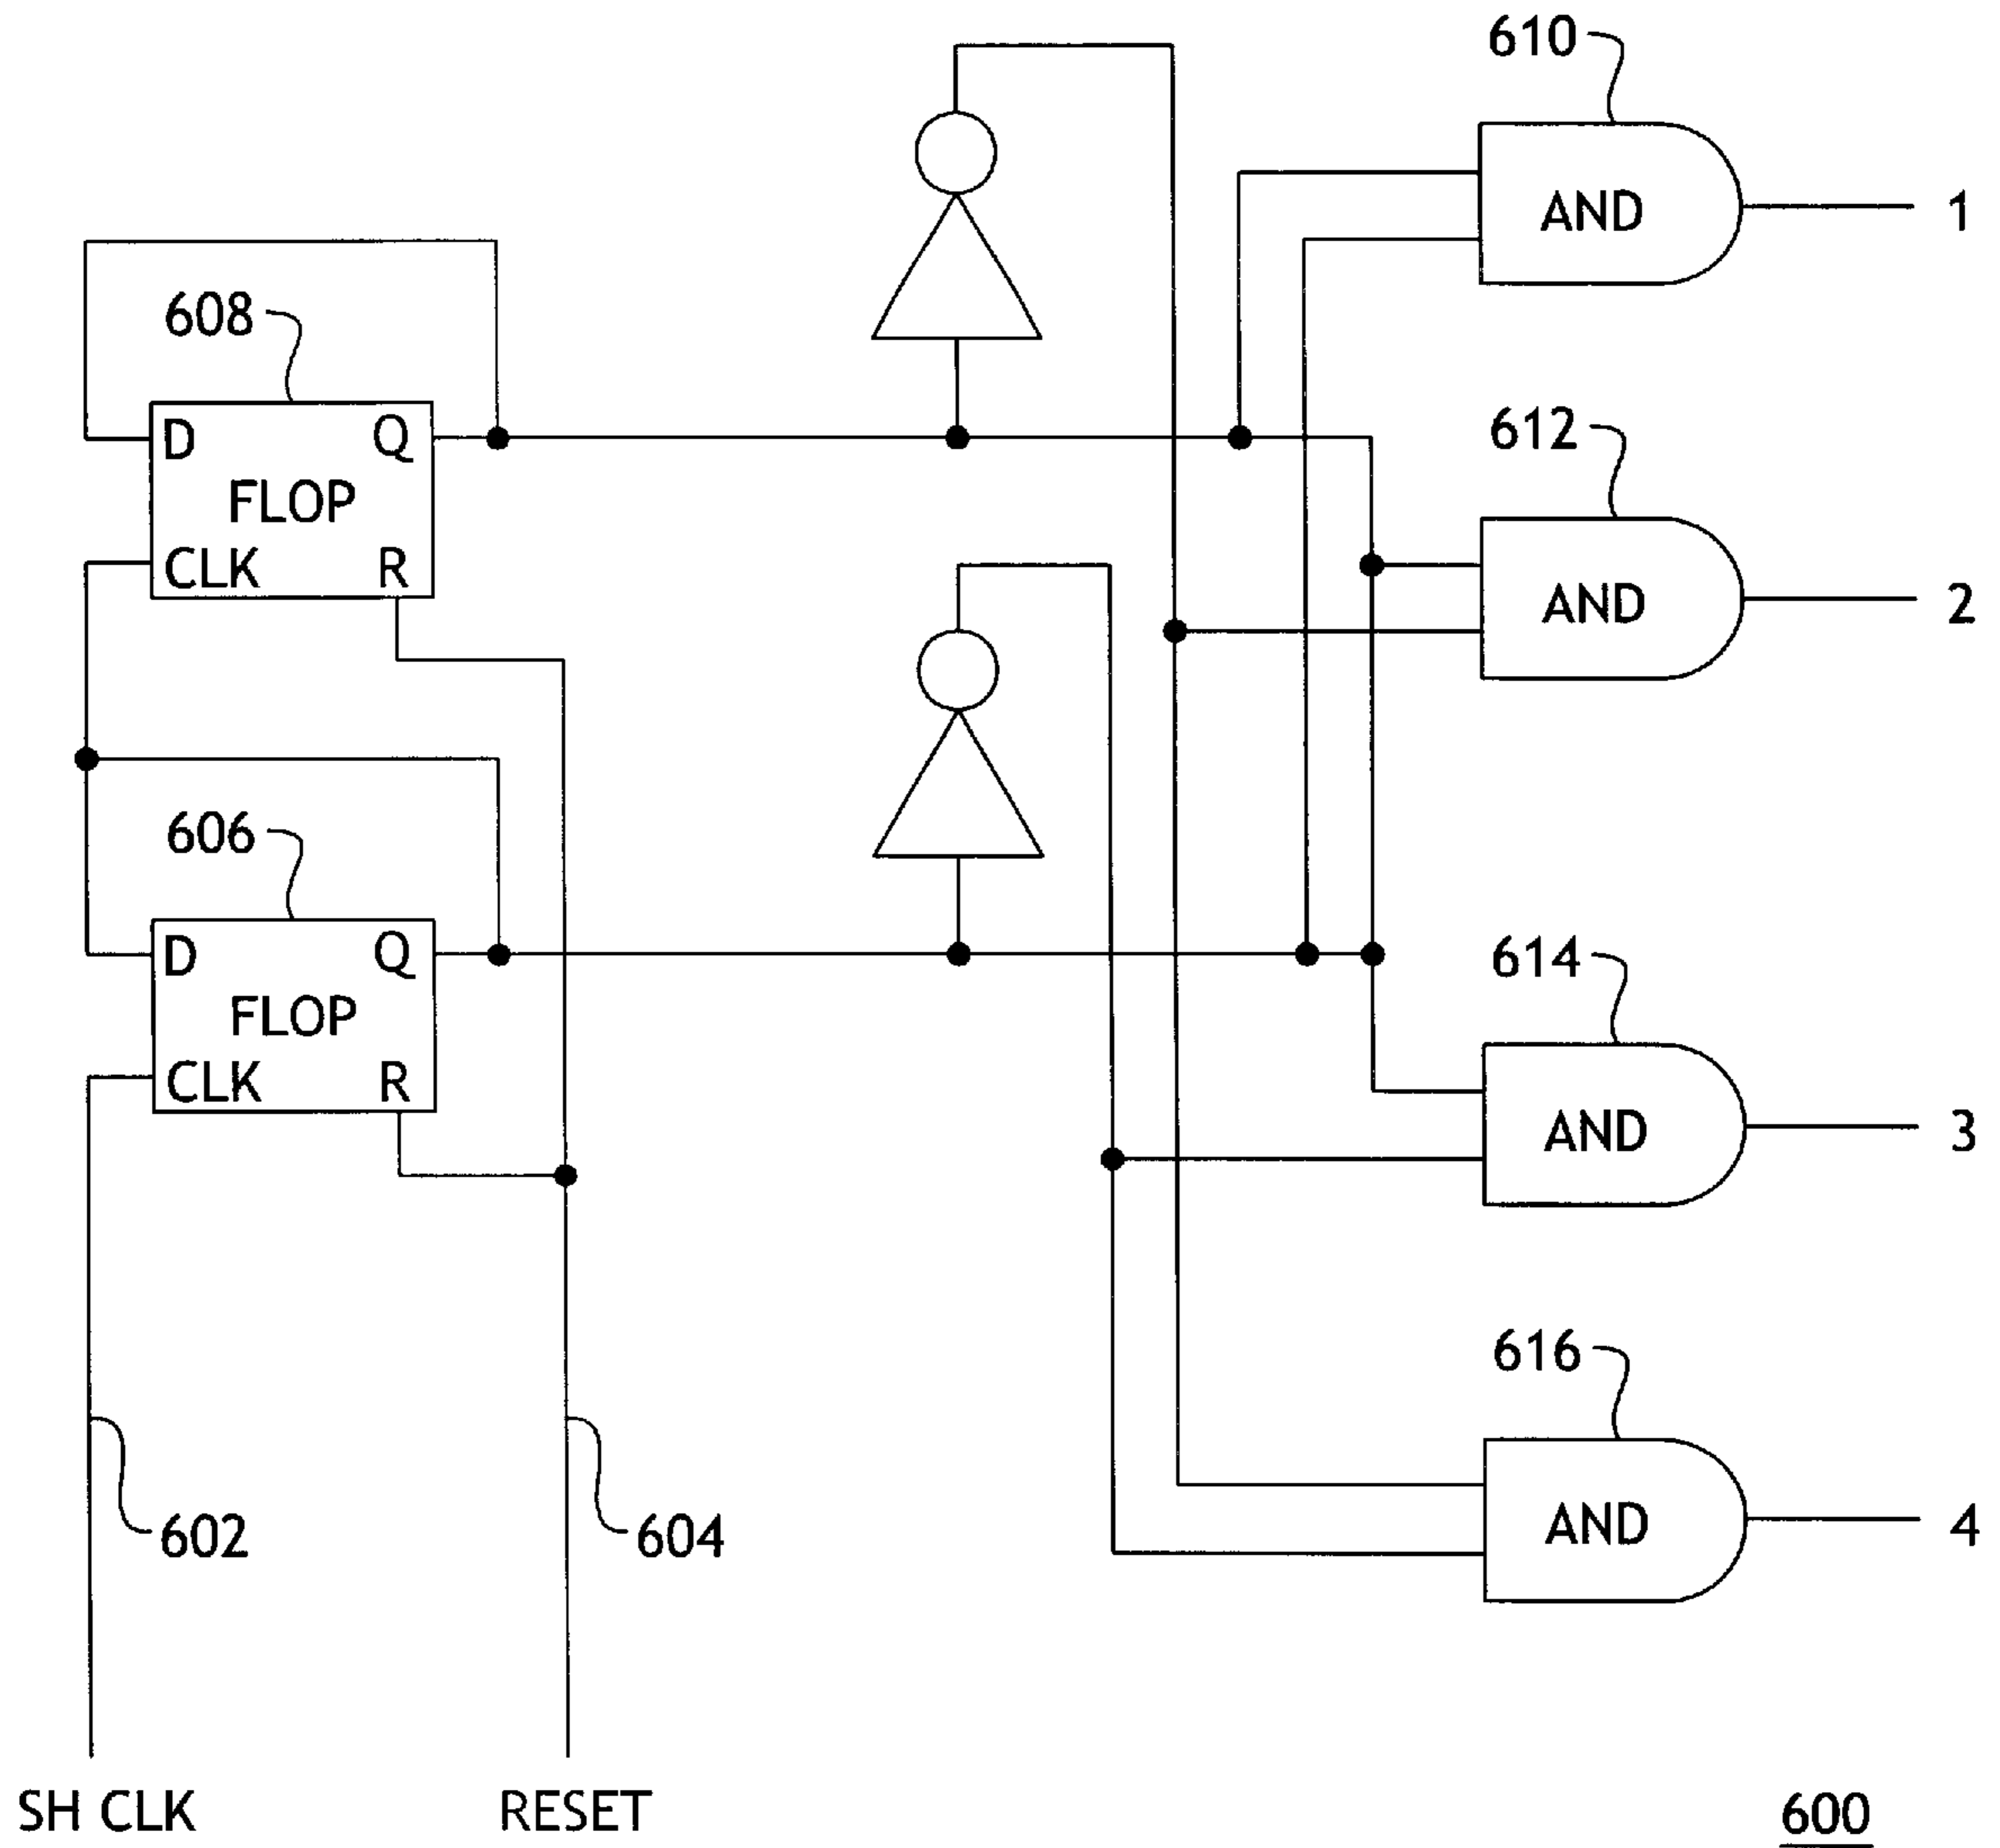 610
AND
1
608
D
Q
FLOP
CLK
R
612
AND
2
606
D
Q
FLOP
CLK
R
614
AND
3
616
AND
4
602
604
SH CLK
RESET
600